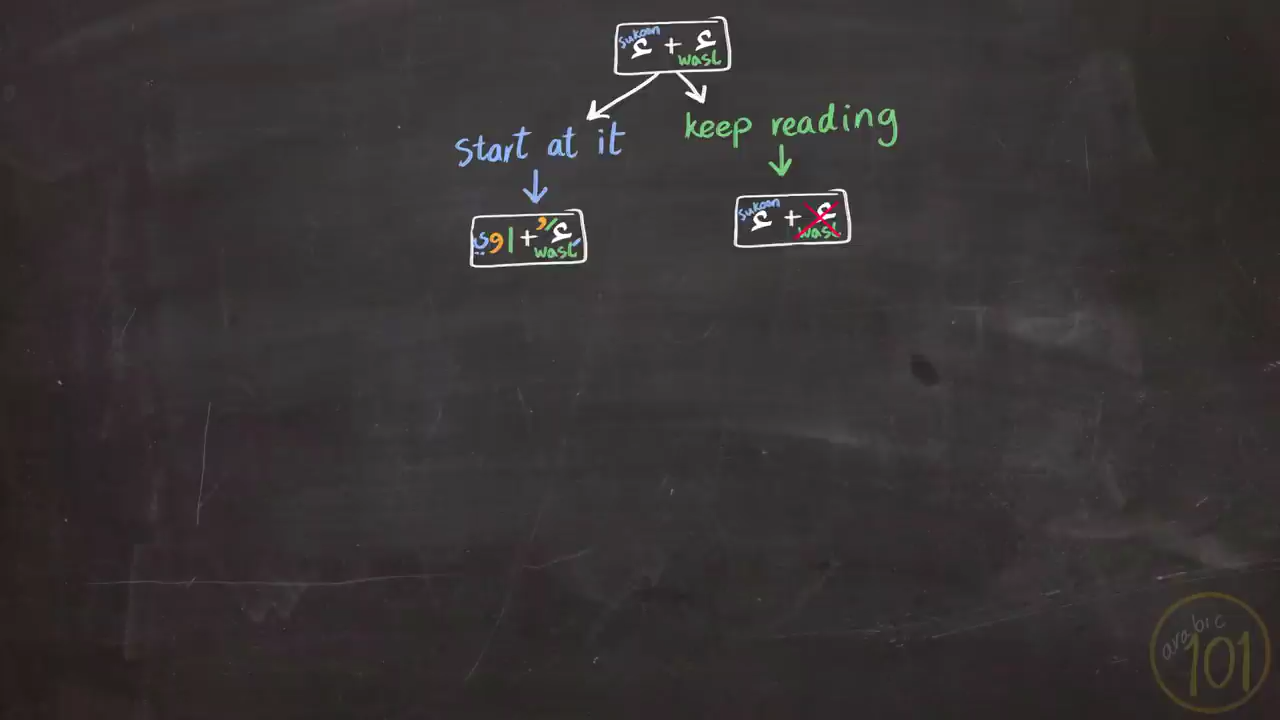 ء wasl + ء sukoon
start at it
keep reading
ء wasl + ا و ي
ء wasl + ء sukoon
arabic 101